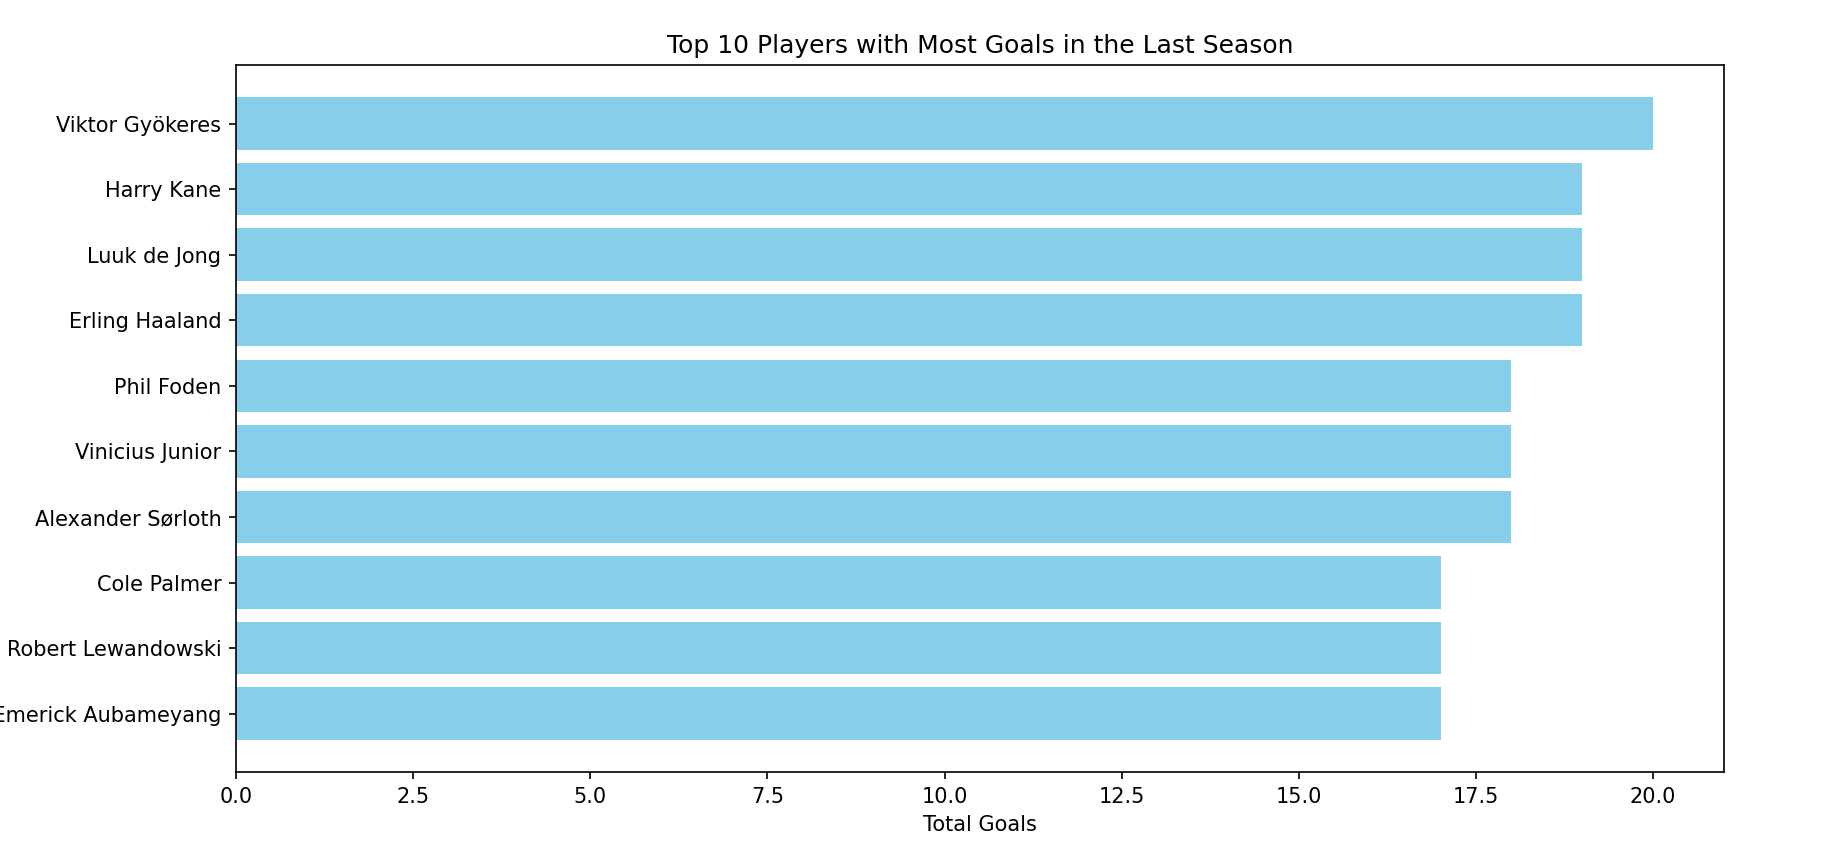 Top 10 Players with Most Goals in the Last Season
Viktor Gyökeres
Harry Kane
Luuk de Jong
Erling Haaland
Phil Foden
Vinicius Junior
Alexander Sørloth
Cole Palmer
Robert Lewandowski
Emerick Aubameyang
0.0 2.5 5.0 7.5 10.0 12.5 15.0 17.5 20.0
Total Goals